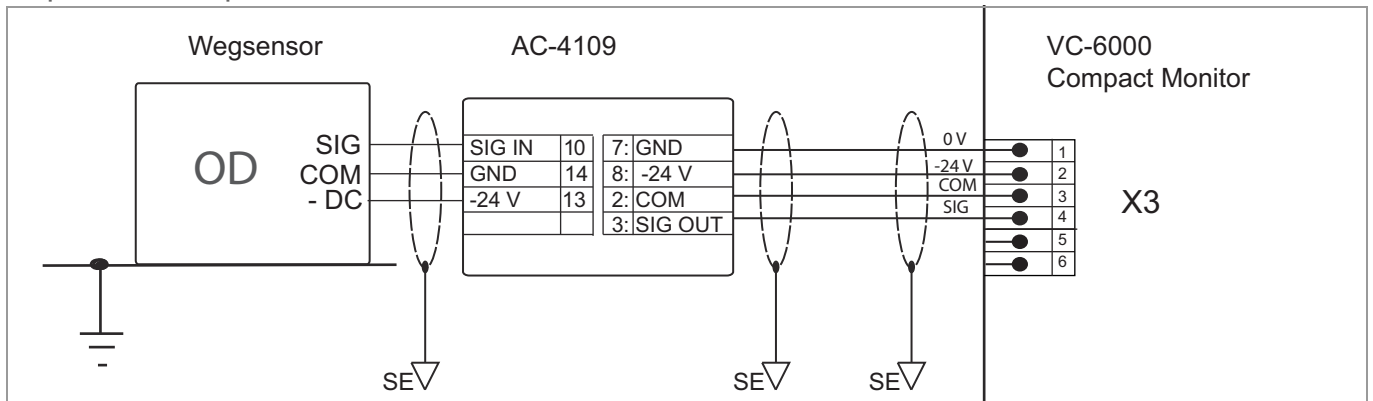 Wegsensor
AC-4109
VC-6000
Compact Monitor
OD
SIG
COM
- DC
SIG IN 10
GND 14
-24 V 13
7: GND
8: -24 V
2: COM
3: SIG OUT
0 V
-24 V
COM
SIG
1
2
3
4
5
6
X3
SE
SE
SE